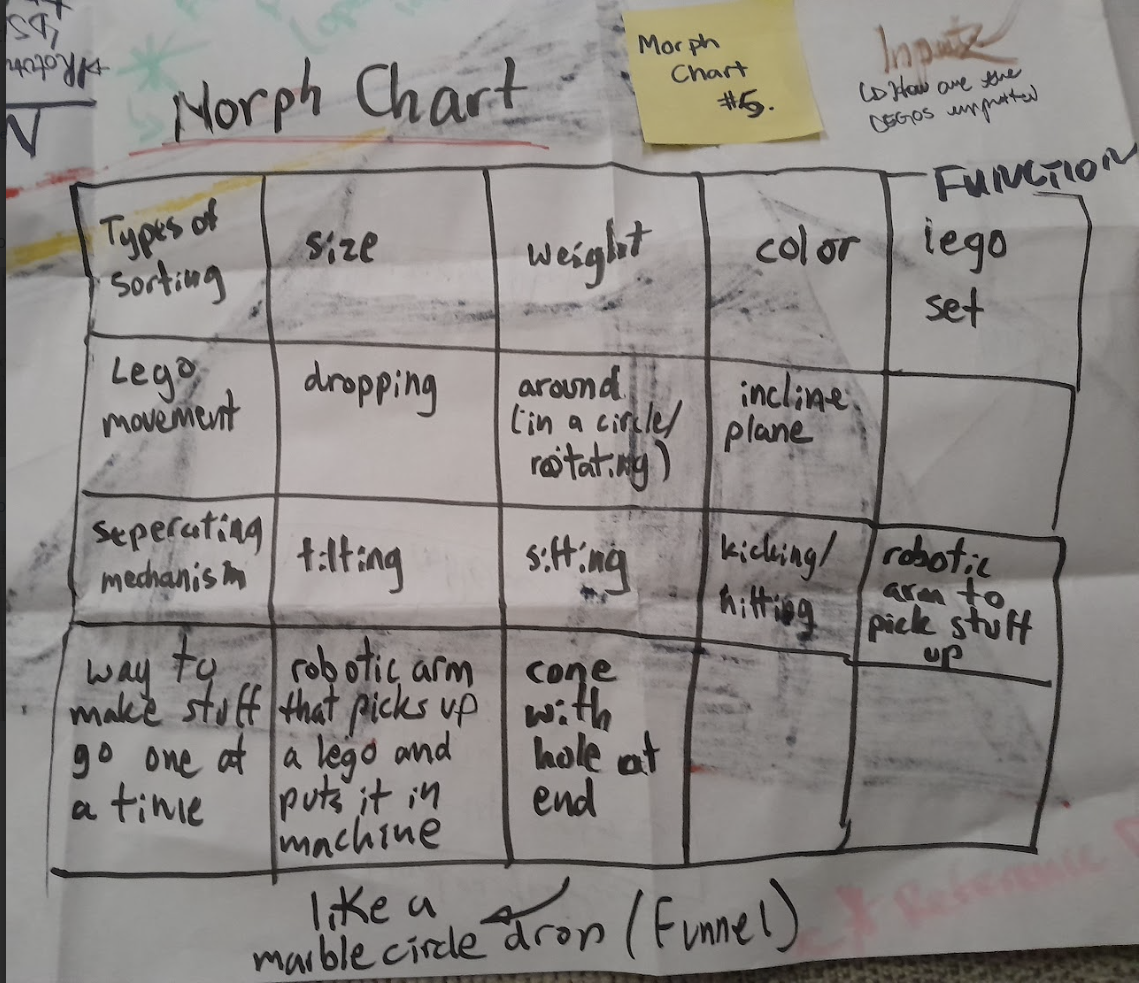 Morph Chart
Morph
Chart
#5.
Inputs
How are the
LEGOS inputted
FUNCTION
Types of
sorting
size
weight
color
lego
set
Lego
movement
dropping
around
(in a circle/
rotating)
incline
plane
seperating
mechanism
tilting
sifting
kicking/
hitting
robotic
arm to
pick stuff
up
way to
make stuff
go one at
a time
robotic arm
that picks up
a lego and
puts it in
machine
cone
with
hole at
end
like a
marble circle drop (Funnel)
* Reference